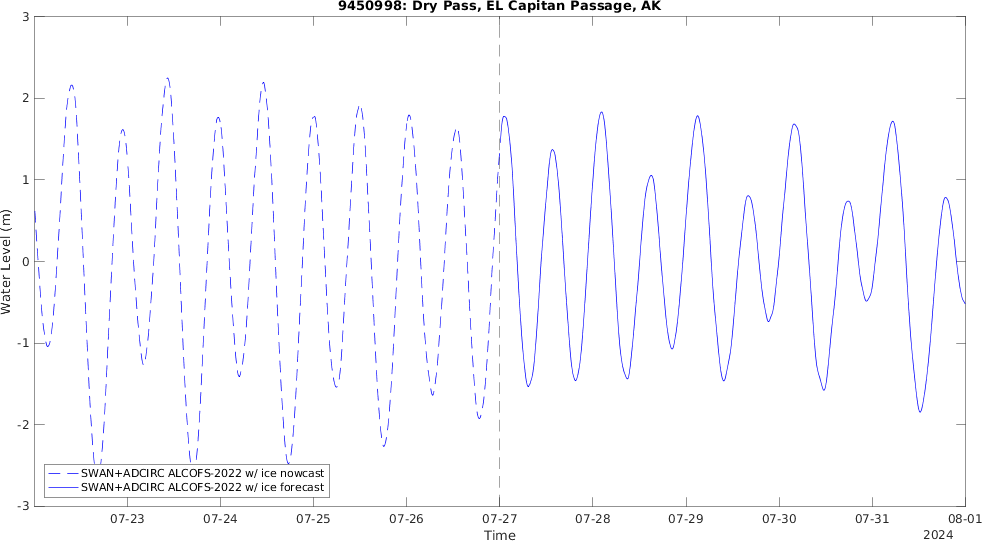 9450998: Dry Pass, EL Capitan Passage, AK
Water Level (m)
3
2
1
0
-1
-2
-3
SWAN+ADCIRC ALCOFS-2022 w/ ice nowcast
SWAN+ADCIRC ALCOFS-2022 w/ ice forecast
07-23 07-24 07-25 07-26 07-27 07-28 07-29 07-30 07-31 08-01
Time
2024